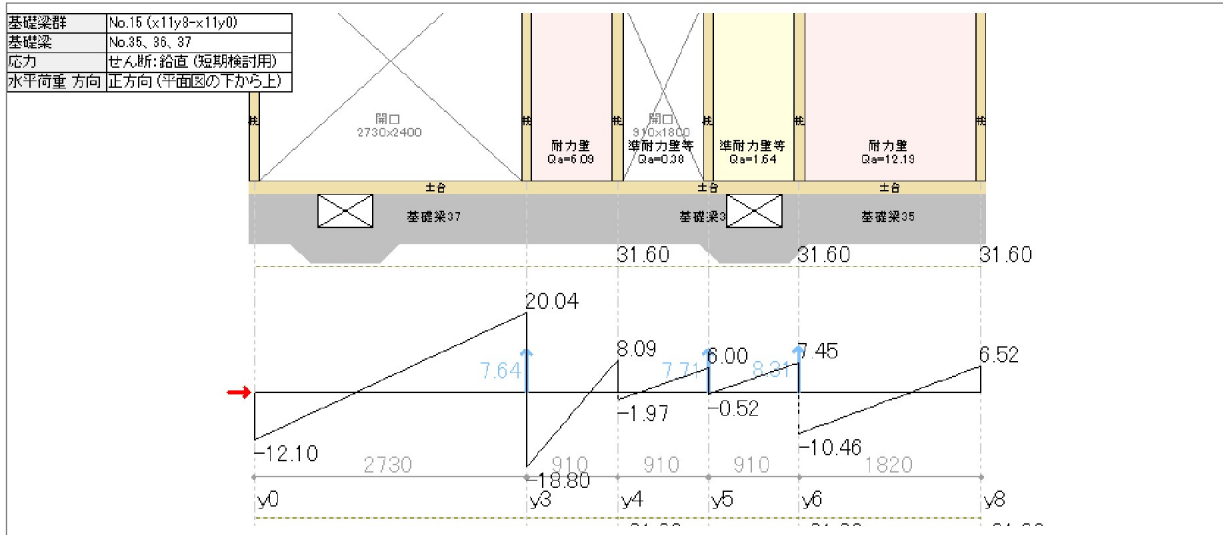 基礎梁群 No.15 (x11y8-x11y0)
基礎梁 No.35、36、37
応力 せん断:鉛直 (短期検討用)
水平荷重 方向 正方向 (平面図の下から上)
開口
2730x2400
耐力壁
Qa=6.09
開口
910x1800
準耐力壁等
Qa=0.38
準耐力壁等
Qa=1.64
耐力壁
Qa=12.19
土台 土台 土台
基礎梁37 基礎梁3 基礎梁35
31.60 31.60 31.60
20.04
8.09 6.00 7.45 6.52
7.64 7.71 8.31
-1.97 -0.52
-12.10 -18.80 -10.46
2730 910 910 910 1820
y0 y3 y4 y5 y6 y8